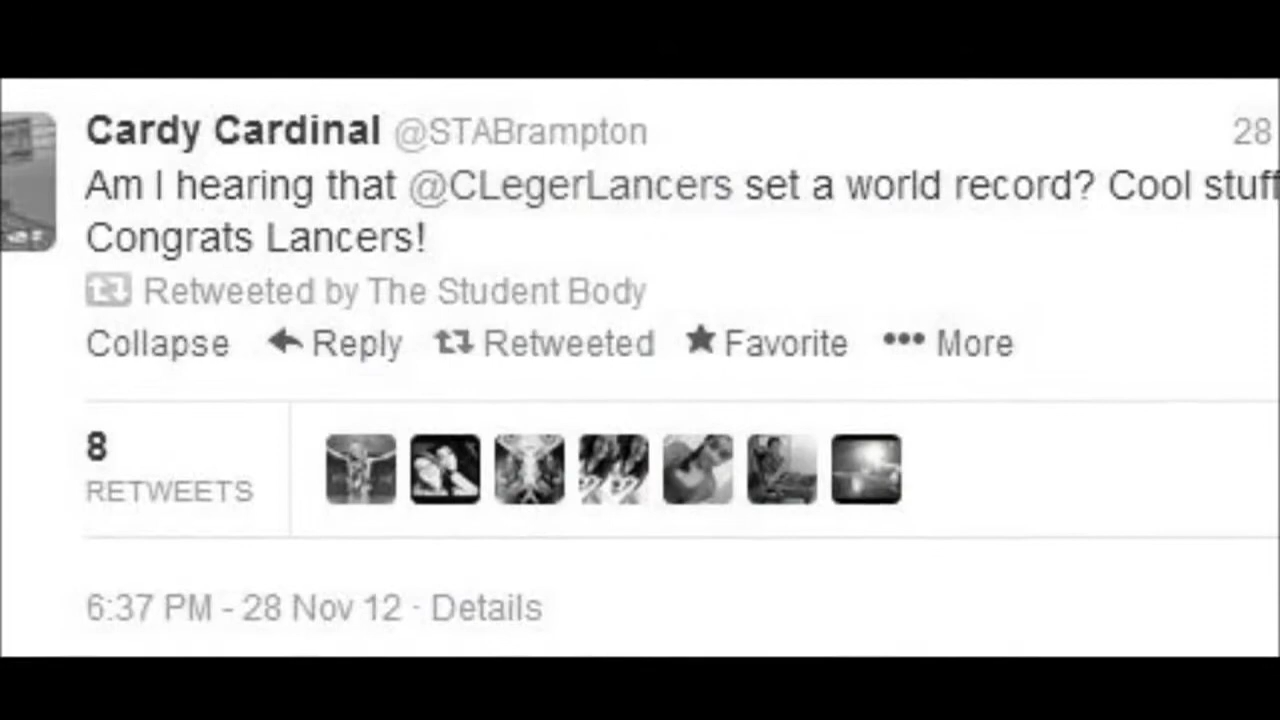 Cardy Cardinal @STABrampton 28
Am I hearing that @CLegerLancers set a world record? Cool stuff
Congrats Lancers!
Retweeted by The Student Body
Collapse Reply Retweeted Favorite ••• More
8
RETWEETS
6:37 PM - 28 Nov 12 · Details